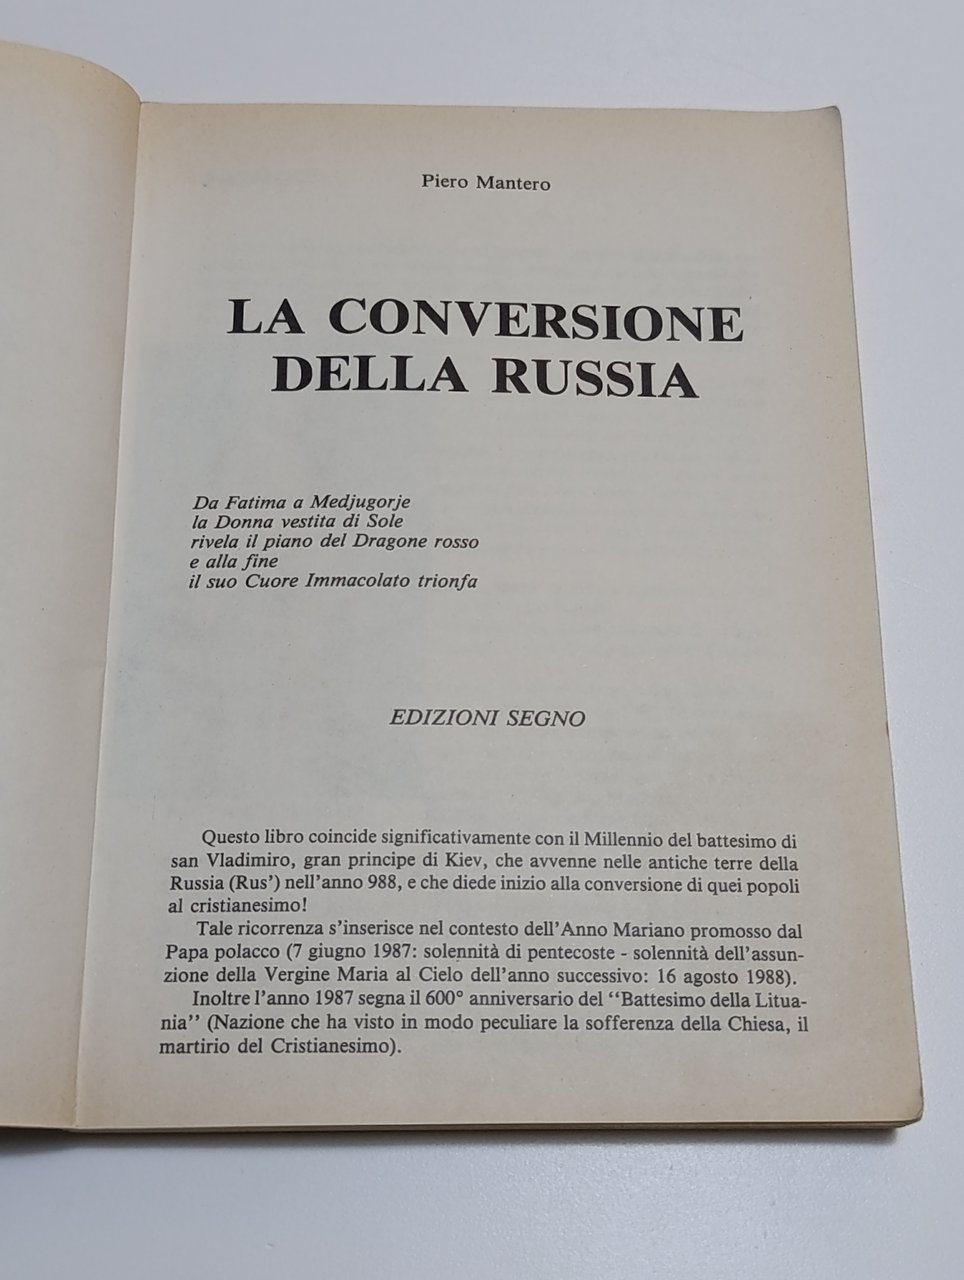 Piero Mantero
LA CONVERSIONE
DELLA RUSSIA
Da Fatima a Medjugorje
la Donna vestita di Sole
rivela il piano del Dragone rosso
e alla fine
il suo Cuore Immacolato trionfa
EDIZIONI SEGNO
Questo libro coincide significativamente con il Millennio del battesimo di
san Vladimiro, gran principe di Kiev, che avvenne nelle antiche terre della
Russia (Rus') nell'anno 988, e che diede inizio alla conversione di quei popoli
al cristianesimo!
Tale ricorrenza s'inserisce nel contesto dell'Anno Mariano promosso dal
Papa polacco (7 giugno 1987: solennità di pentecoste - solennità dell'assun-
zione della Vergine Maria al Cielo dell'anno successivo: 16 agosto 1988).
Inoltre l'anno 1987 segna il 600° anniversario del "Battesimo della Litua-
nia" (Nazione che ha visto in modo peculiare la sofferenza della Chiesa, il
martirio del Cristianesimo).